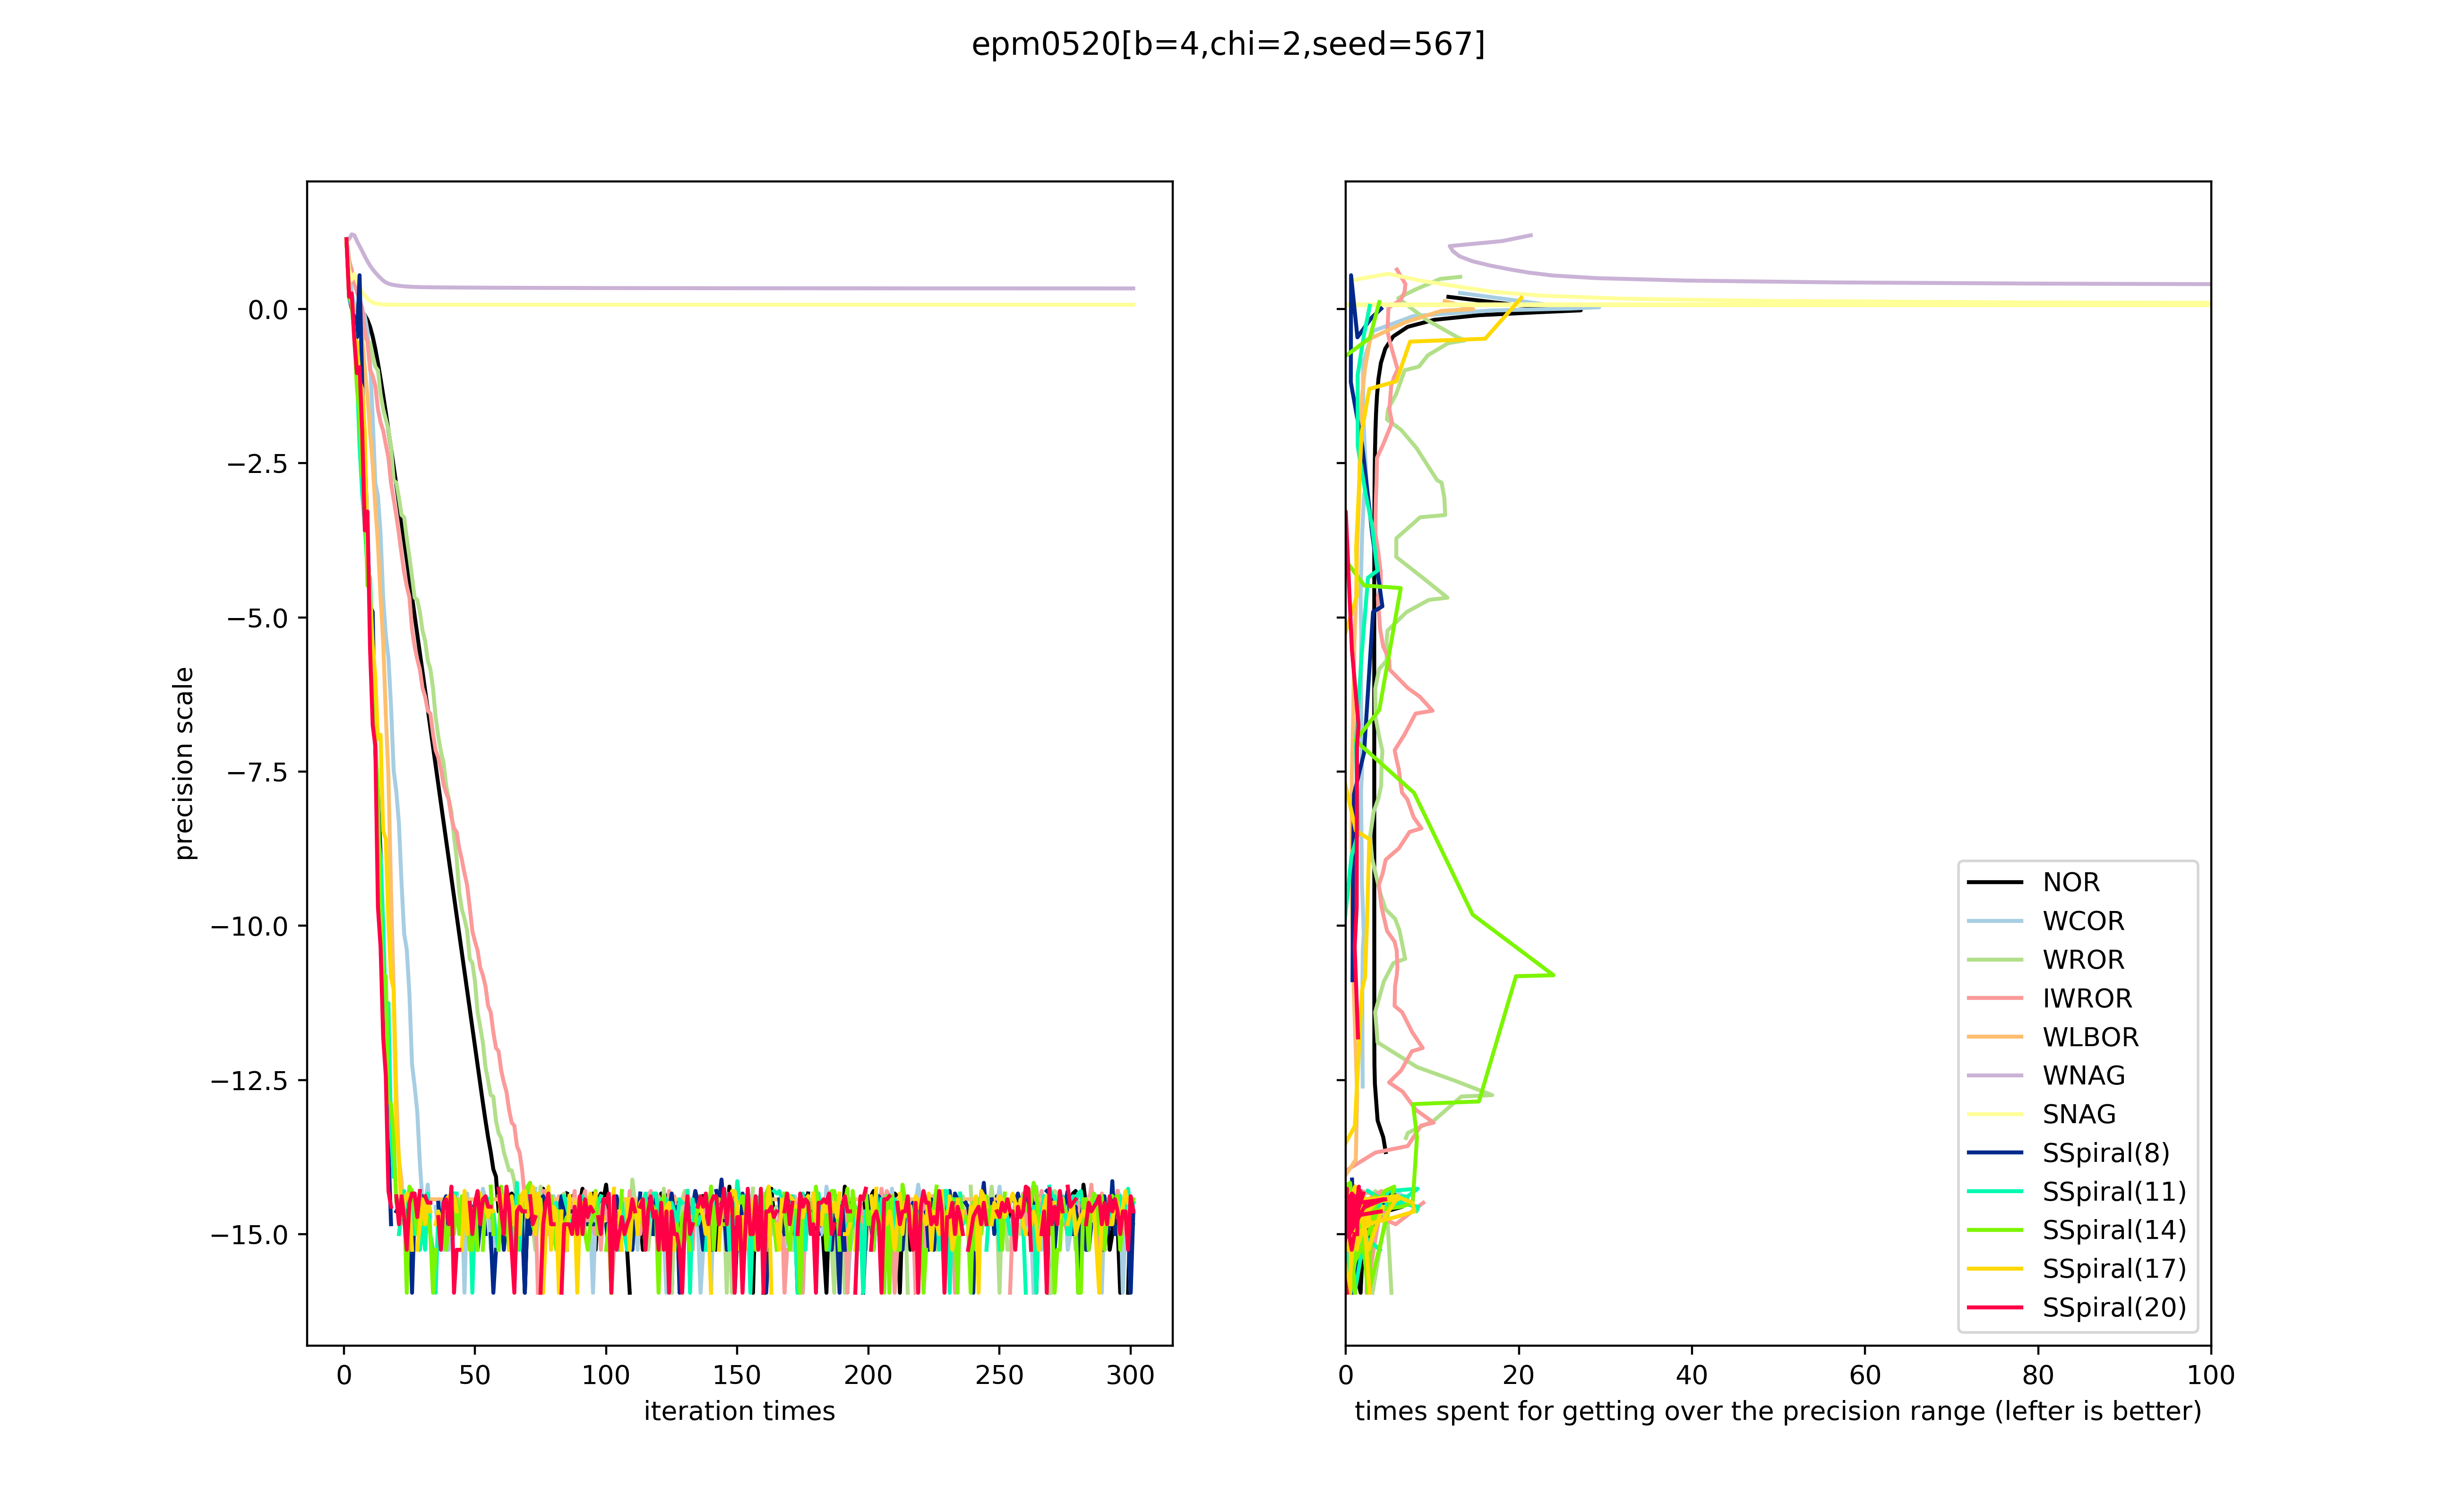 epm0520[b=4,chi=2,seed=567]
precision scale
0.0
−2.5
−5.0
−7.5
−10.0
−12.5
−15.0
0 50 100 150 200 250 300
iteration times
0 20 40 60 80 100
times spent for getting over the precision range (lefter is better)
NOR
WCOR
WROR
IWROR
WLBOR
WNAG
SNAG
SSpiral(8)
SSpiral(11)
SSpiral(14)
SSpiral(17)
SSpiral(20)